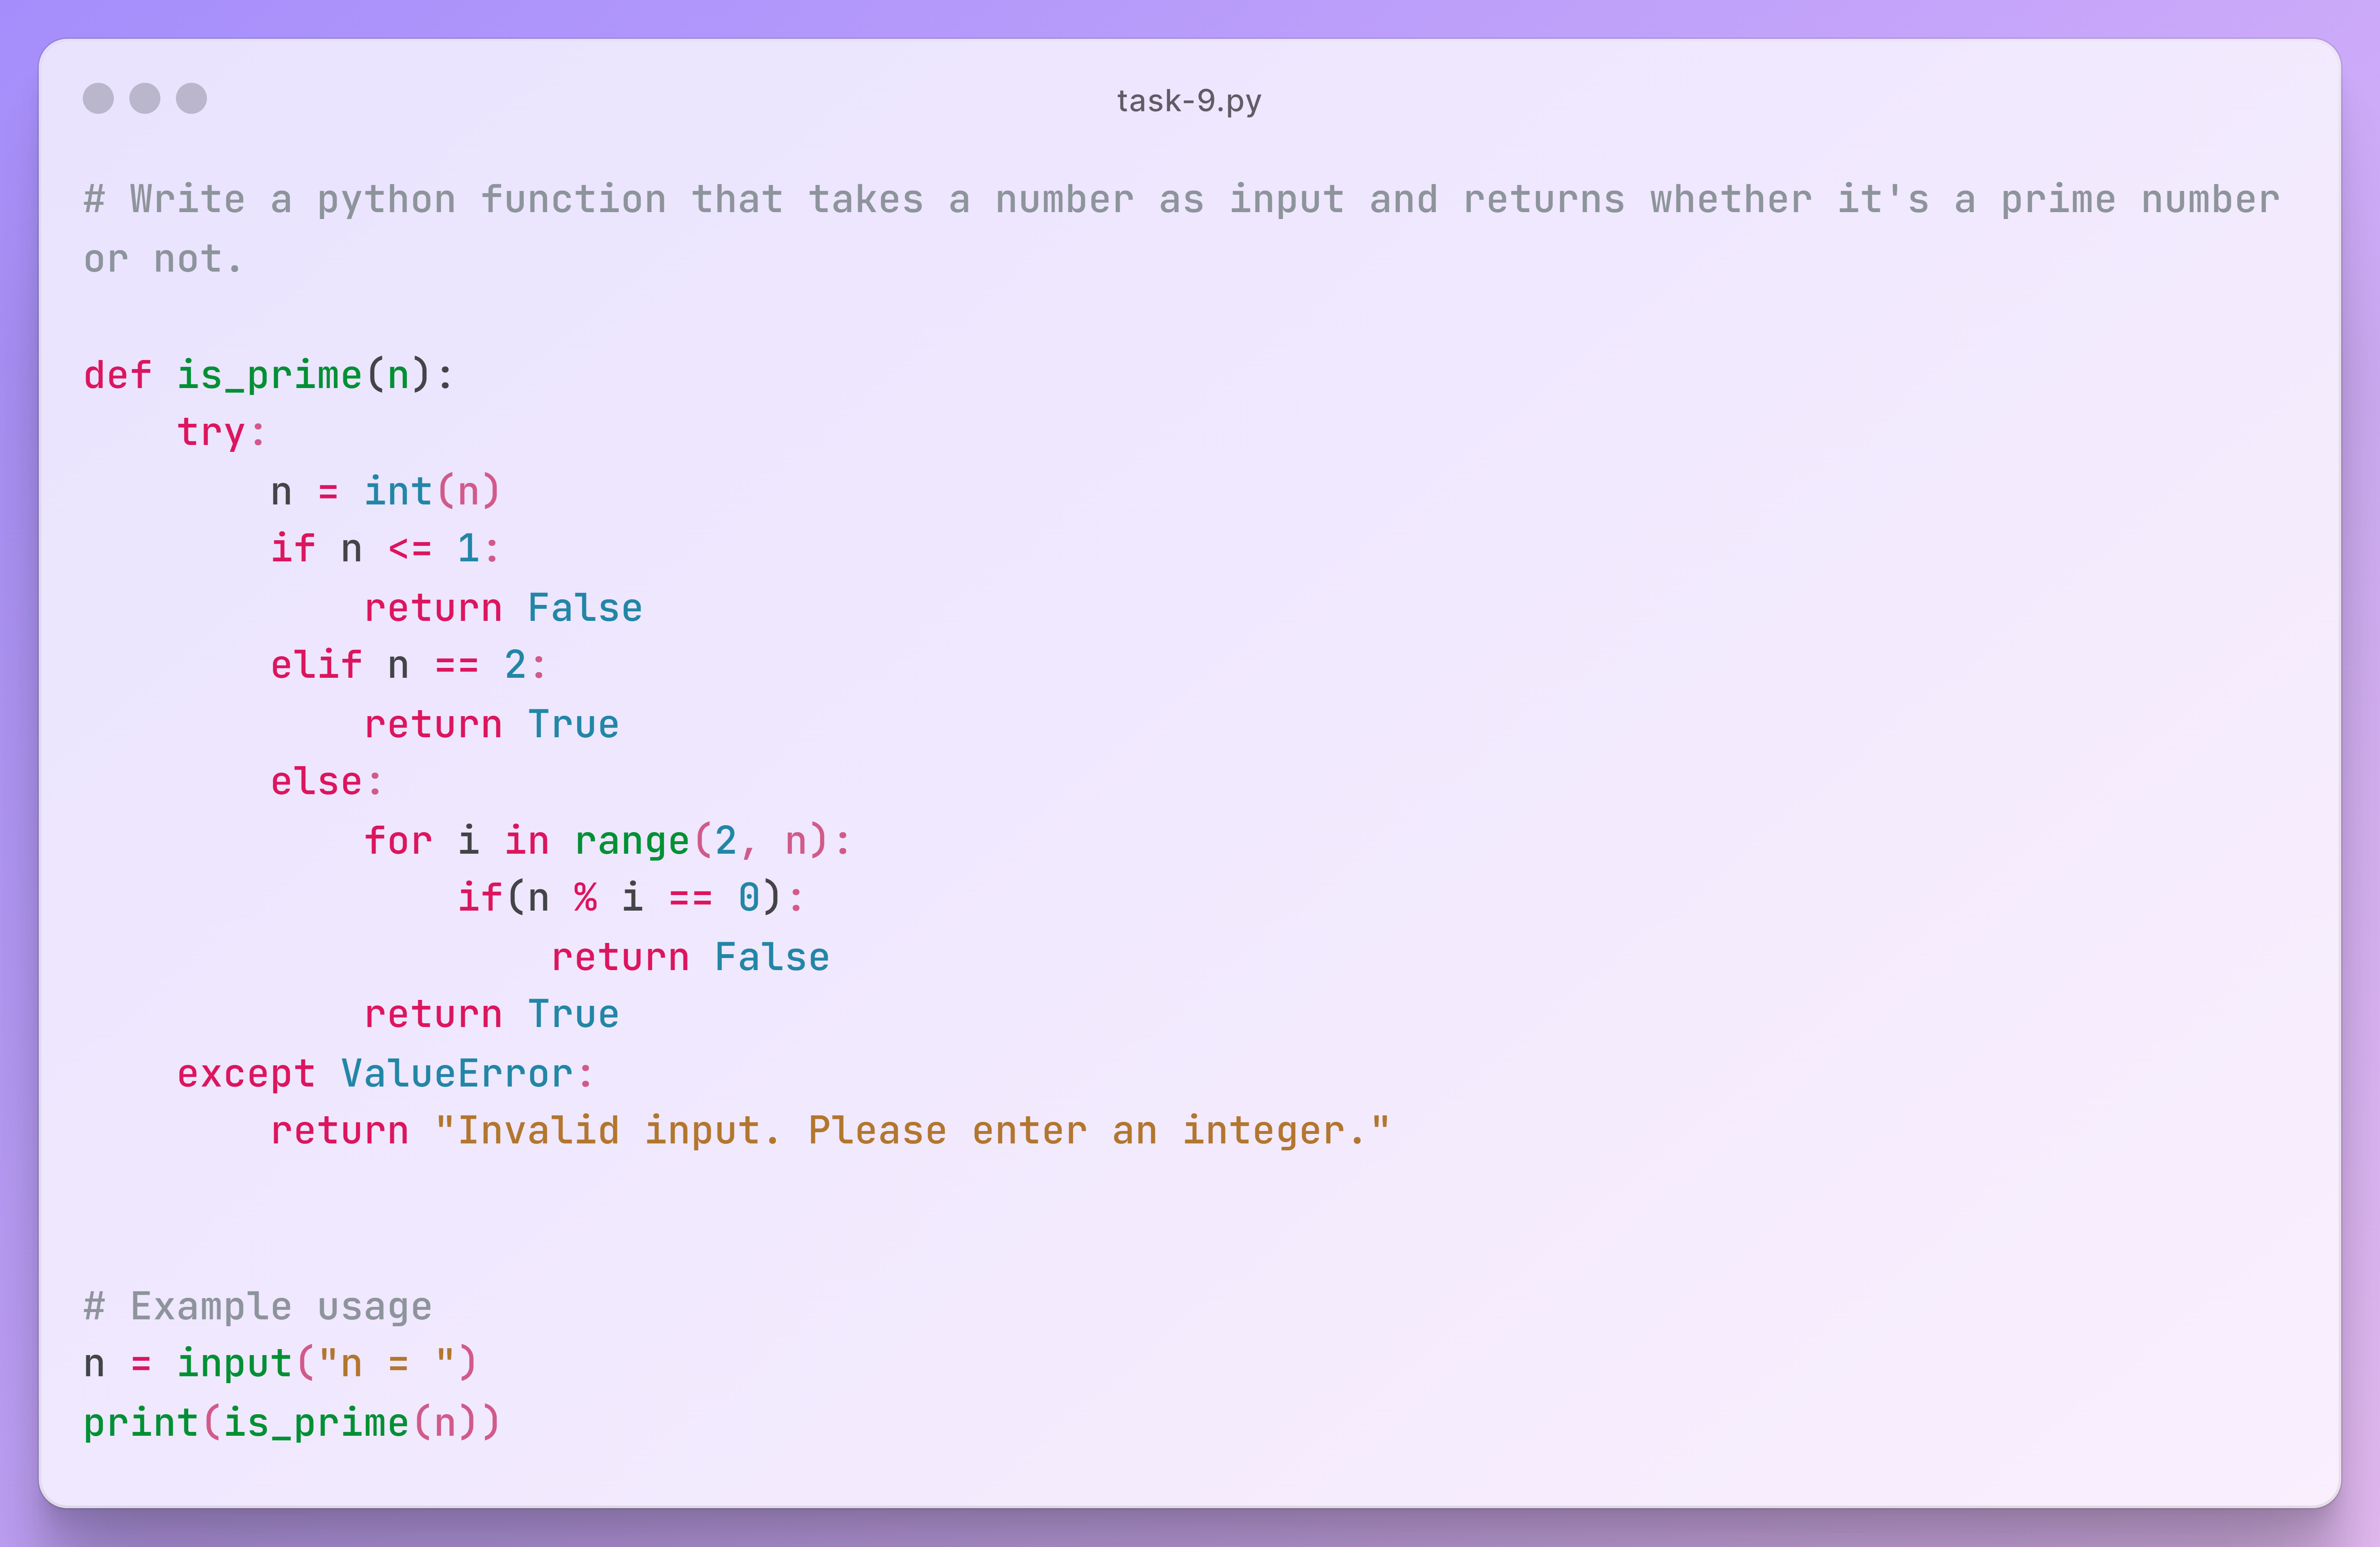 task-9.py
# Write a python function that takes a number as input and returns whether it's a prime number
or not.

def is_prime(n):
    try:
        n = int(n)
        if n <= 1:
            return False
        elif n == 2:
            return True
        else:
            for i in range(2, n):
                if(n % i == 0):
                    return False
            return True
    except ValueError:
        return "Invalid input. Please enter an integer."


# Example usage
n = input("n = ")
print(is_prime(n))